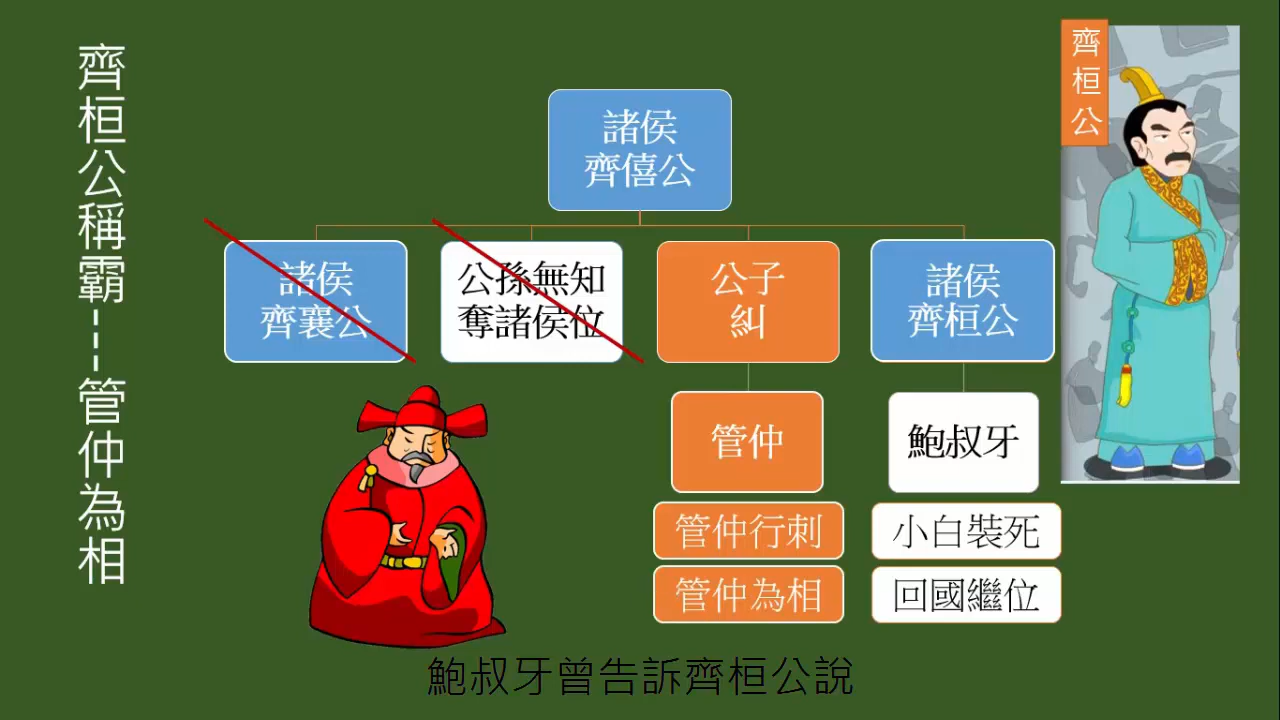 齊桓公稱霸---管仲為相
諸侯
齊僖公
諸侯
齊襄公
公孫無知
奪諸侯位
公子
糾
諸侯
齊桓公
齊桓公
管仲
鮑叔牙
管仲行刺
小白裝死
管仲為相
回國繼位
鮑叔牙曾告訴齊桓公說